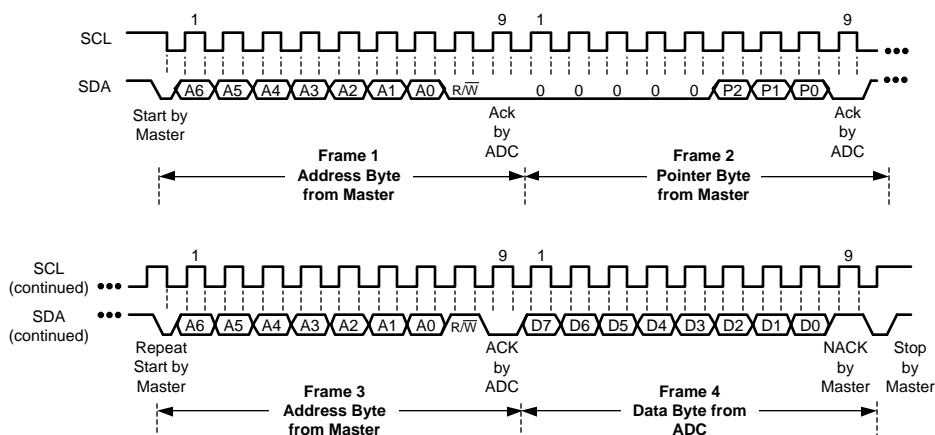 1 9 1 9
SCL
SDA A6 A5 A4 A3 A2 A1 A0 R/W 0 0 0 0 0 P2 P1 P0
Start by
Master
Ack
by
ADC
Ack
by
ADC
Frame 1
Address Byte
from Master
Frame 2
Pointer Byte
from Master
1 9 1 9
SCL
(continued)
SDA
(continued)
A6 A5 A4 A3 A2 A1 A0 R/W D7 D6 D5 D4 D3 D2 D1 D0
Repeat
Start by
Master
ACK
by
ADC
NACK
by
Master
Stop
by
Master
Frame 3
Address Byte
from Master
Frame 4
Data Byte from
ADC